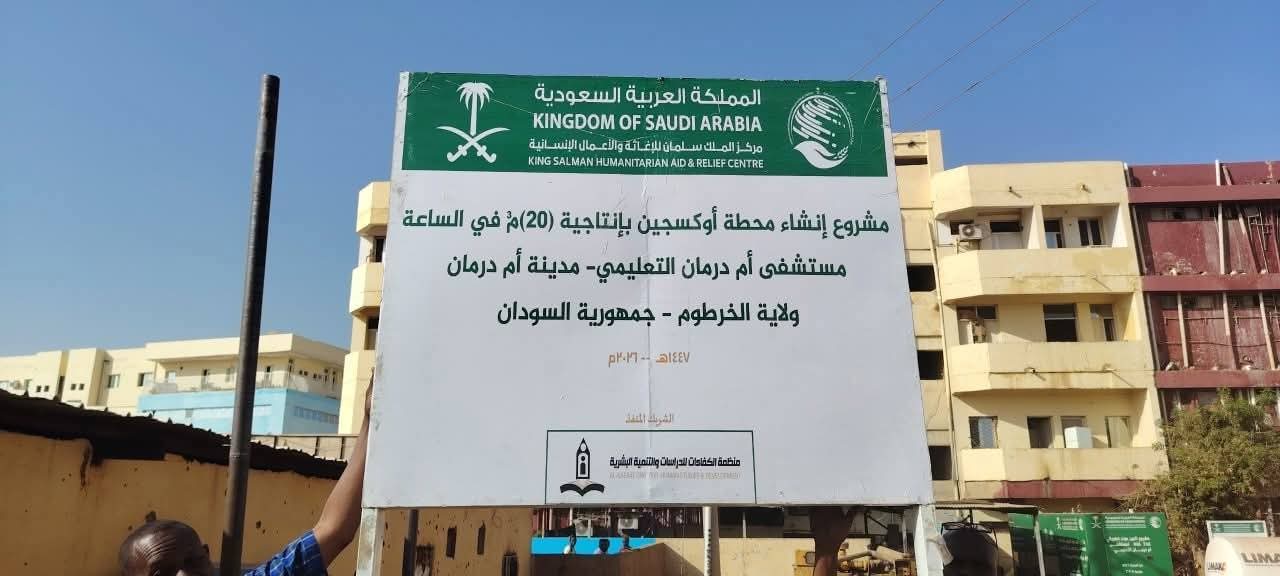 المملكة العربية السعودية
KINGDOM OF SAUDI ARABIA
مركز الملك سلمان للإغاثة والأعمال الإنسانية
KING SALMAN HUMANITARIAN AID & RELIEF CENTRE
مشروع إنشاء محطة أوكسجين بإنتاجية (20)م³ في الساعة
مستشفى أم درمان التعليمي- مدينة أم درمان
ولاية الخرطوم - جمهورية السودان
١٤٤٧هـ -- ٢٠٢٦م
الشريك المنفذ
منظمة الكفاءات للدراسات والتنمية البشرية
LIMA